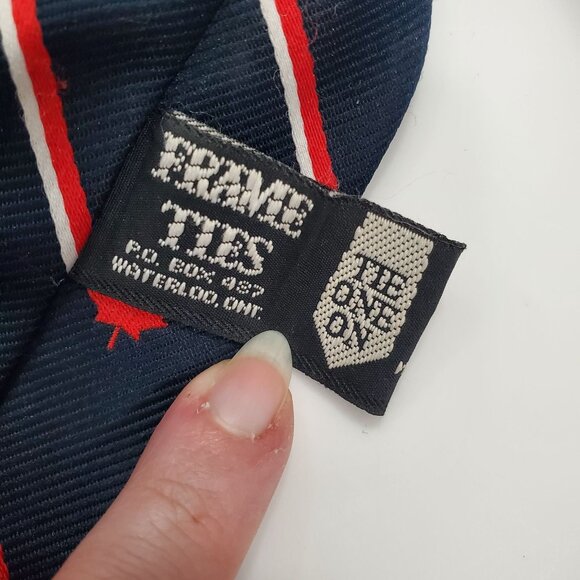 FRAME
TIES
P.O. BOX 487
WATERLOO, ONT.
TIE
ONE
ON